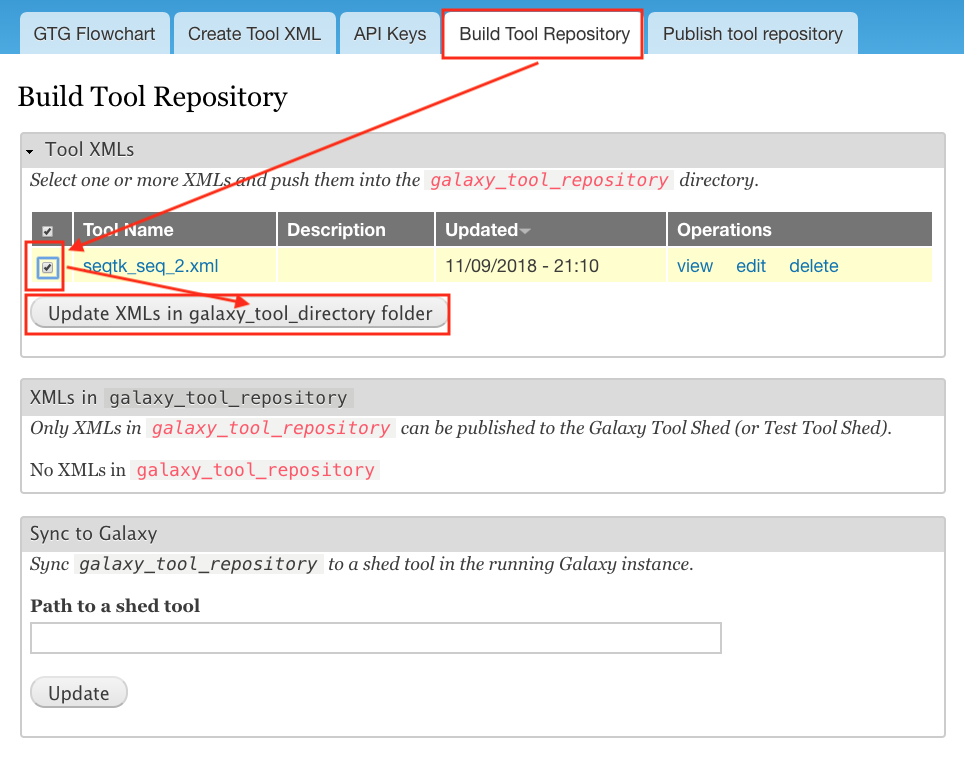 GTG Flowchart Create Tool XML API Keys Build Tool Repository Publish tool repository
Build Tool Repository
Tool XMLs
Select one or more XMLs and push them into the galaxy_tool_repository directory.
Tool Name Description Updated Operations
seqtk_seq_2.xml 11/09/2018 - 21:10 view edit delete
Update XMLs in galaxy_tool_directory folder
XMLs in galaxy_tool_repository
Only XMLs in galaxy_tool_repository can be published to the Galaxy Tool Shed (or Test Tool Shed).
No XMLs in galaxy_tool_repository
Sync to Galaxy
Sync galaxy_tool_repository to a shed tool in the running Galaxy instance.
Path to a shed tool
Update